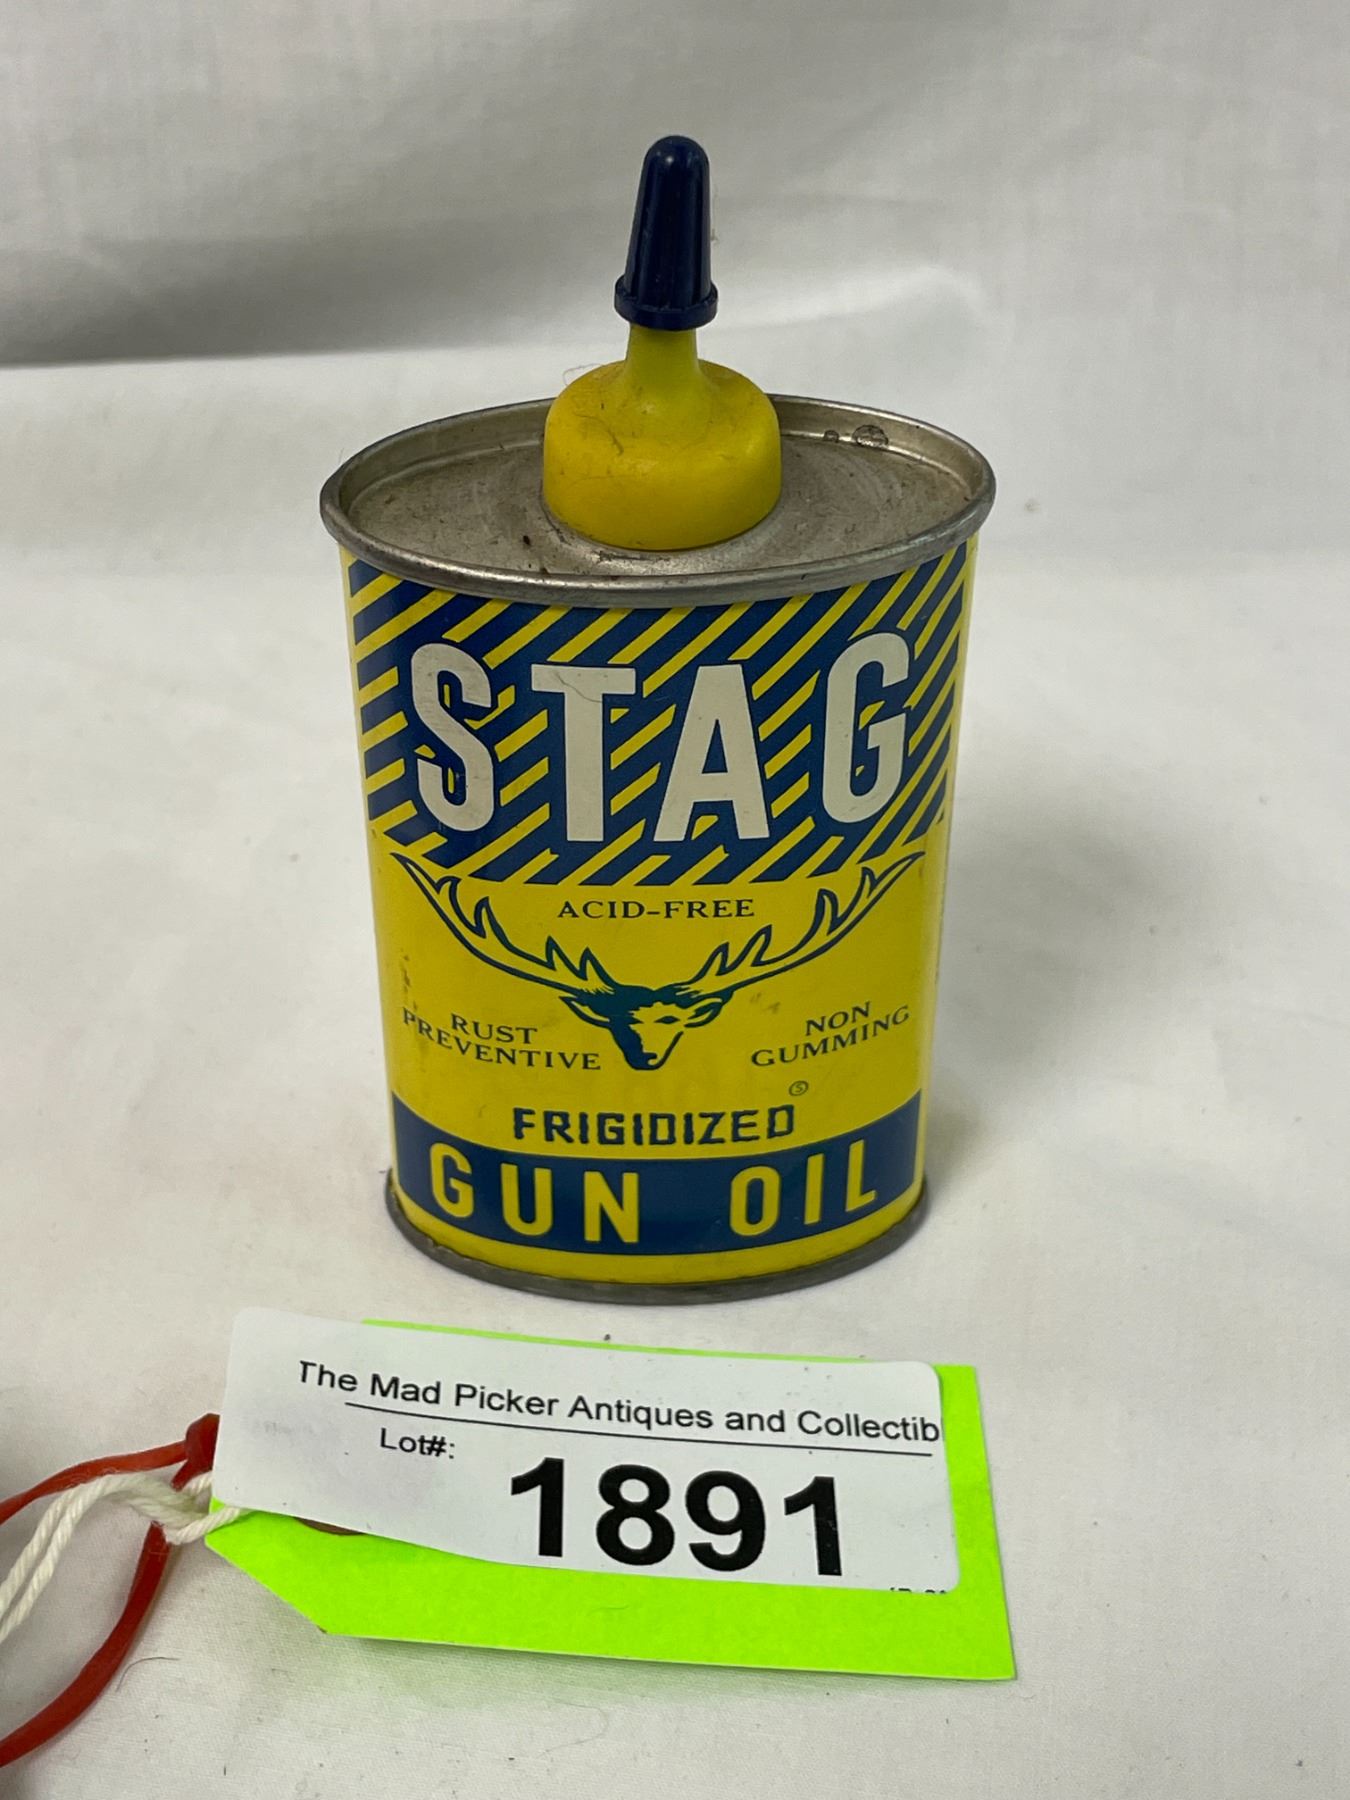 STAG
ACID-FREE
RUST
PREVENTIVE
NON
GUMMING
FRIGIDIZED Ⓢ
GUN OIL
The Mad Picker Antiques and Collectib
Lot#:
1891